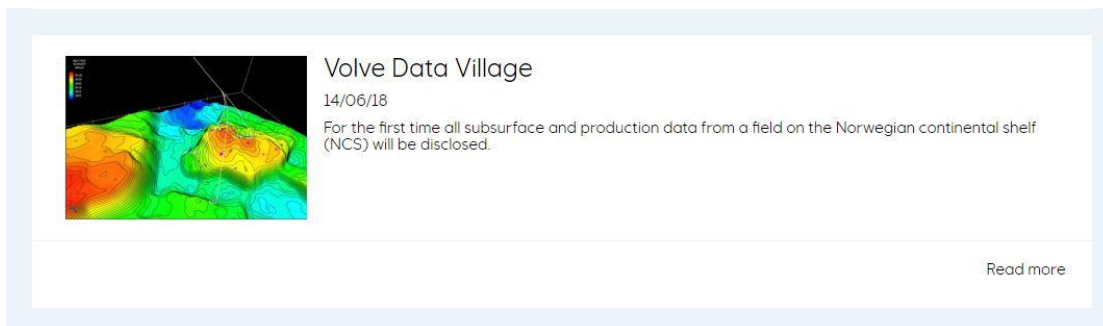 Volve Data Village
14/06/18
For the first time all subsurface and production data from a field on the Norwegian continental shelf
(NCS) will be disclosed.
Read more